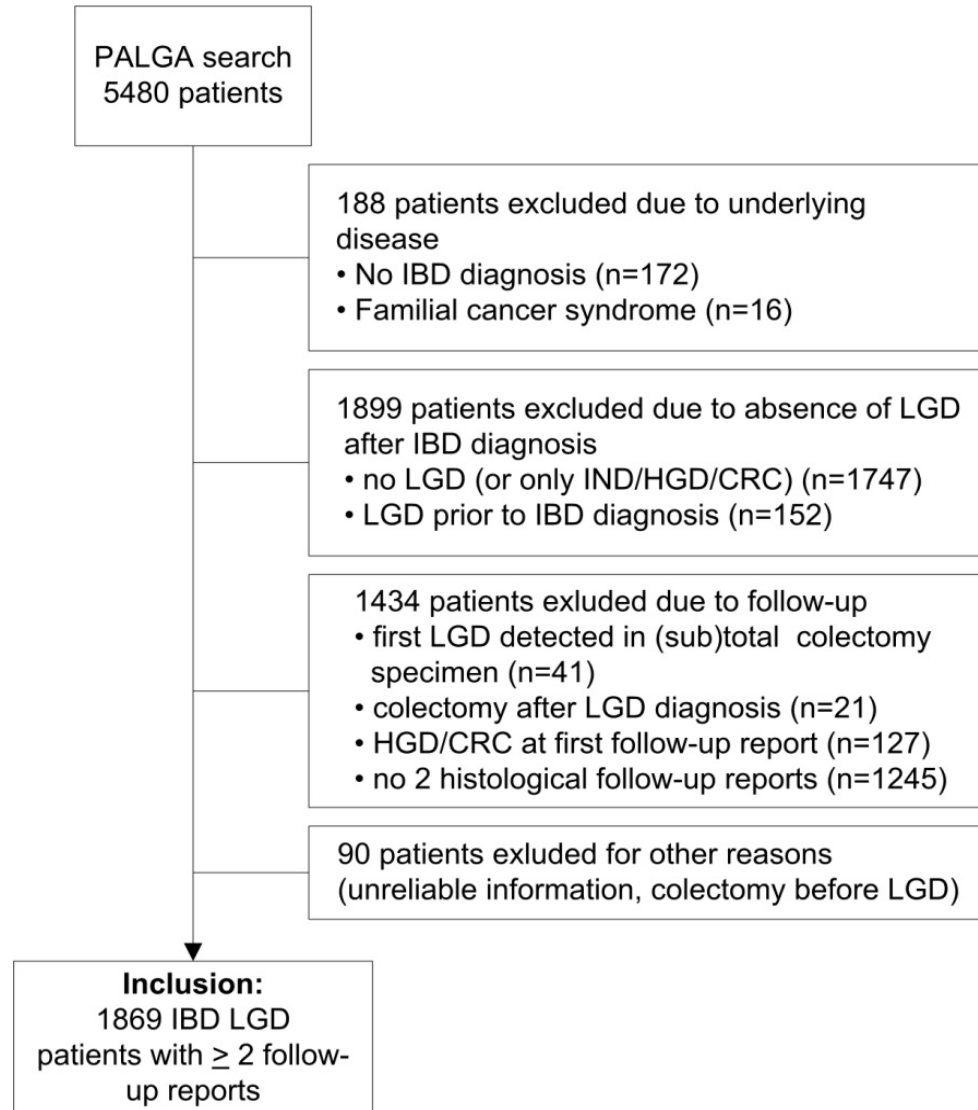 PALGA search
5480 patients
188 patients excluded due to underlying
disease
• No IBD diagnosis (n=172)
• Familial cancer syndrome (n=16)
1899 patients excluded due to absence of LGD
after IBD diagnosis
• no LGD (or only IND/HGD/CRC) (n=1747)
• LGD prior to IBD diagnosis (n=152)
1434 patients exluded due to follow-up
• first LGD detected in (sub)total colectomy
specimen (n=41)
• colectomy after LGD diagnosis (n=21)
• HGD/CRC at first follow-up report (n=127)
• no 2 histological follow-up reports (n=1245)
90 patients exluded for other reasons
(unreliable information, colectomy before LGD)
Inclusion:
1869 IBD LGD
patients with ≥ 2 follow-
up reports